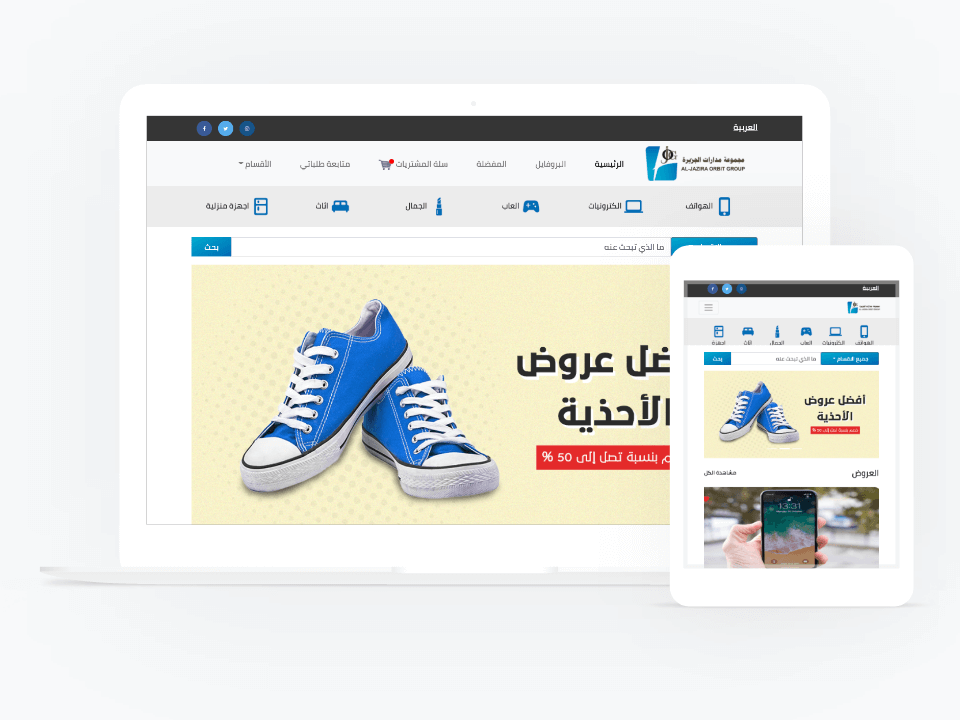 العربية
مجموعة مدارات الجزيرة
AL-JAZIRA ORBIT GROUP
الرئيسية البروفايل المفضلة سلة المشتريات متابعة طلباتي الأقسام
الهواتف الكترونيات العاب الجمال اثاث اجهزة منزلية
ما الذي تبحث عنه بحث
أفضل عروض
الأحذية
بنسبة تصل إلى 50 %
العربية
الهواتف الكترونيات العاب الجمال اثاث اجهزة
جميع الاقسام ما الذي تبحث عنه بحث
أفضل عروض
الأحذية
خصم بنسبة تصل إلى 50 %
العروض مشاهدة الكل
13:31